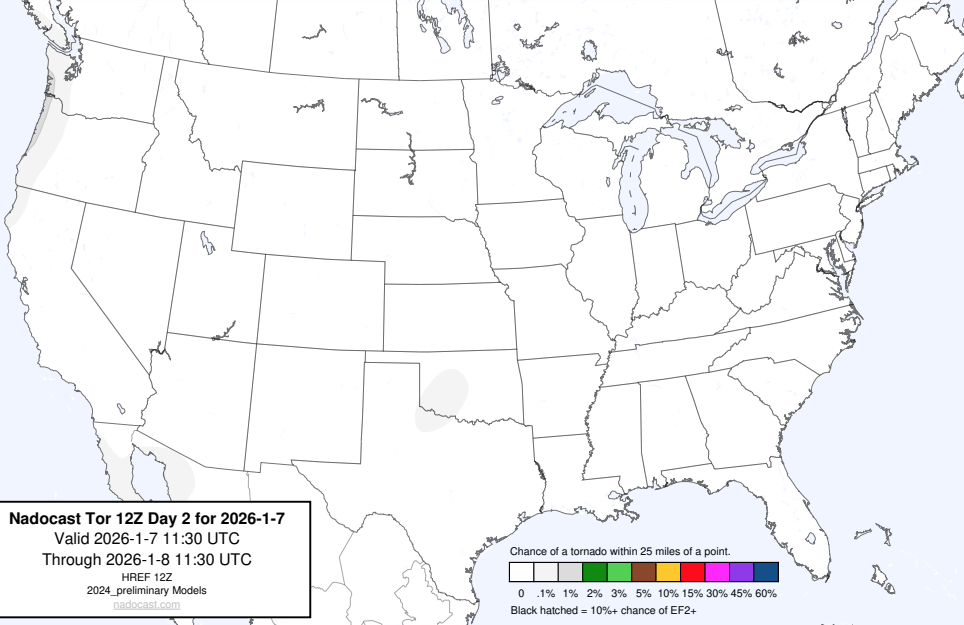 Nadocast Tor 12Z Day 2 for 2026-1-7
Valid 2026-1-7 11:30 UTC
Through 2026-1-8 11:30 UTC
HREF 12Z
2024_preliminary Models
nadocast.com
Chance of a tornado within 25 miles of a point.
0 .1% 1% 2% 3% 5% 10% 15% 30% 45% 60%
Black hatched = 10%+ chance of EF2+